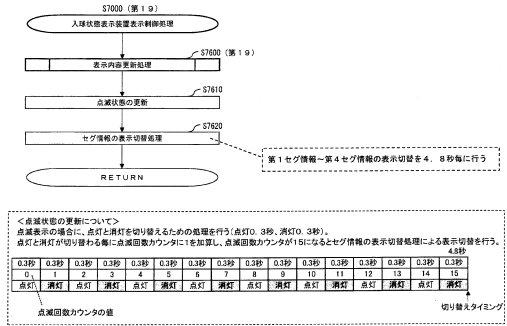 S7000（第１９）
入球状態表示装置表示制御処理
S7600（第１９）
表示内容更新処理
S7610
点滅状態の更新
S7620
セグ情報の表示切替処理
第１セグ情報～第４セグ情報の表示切替を４．８秒毎に行う
RETURN
＜点滅状態の更新について＞
点滅表示の場合に、点灯と消灯を切り替えるための処理を行う（点灯０．３秒、消灯０．３秒）。
点灯と消灯が切り替わる毎に点滅回数カウンタに１を加算し、点滅回数カウンタが15になるとセグ情報の表示切替処理による表示切替を行う。
4.8秒
0.3秒 0.3秒 0.3秒 0.3秒 0.3秒 0.3秒 0.3秒 0.3秒 0.3秒 0.3秒 0.3秒 0.3秒 0.3秒 0.3秒 0.3秒 0.3秒
0 1 2 3 4 5 6 7 8 9 10 11 12 13 14 15
点灯 消灯 点灯 消灯 点灯 消灯 点灯 消灯 点灯 消灯 点灯 消灯 点灯 消灯 点灯 消灯
点滅回数カウンタの値
切り替えタイミング